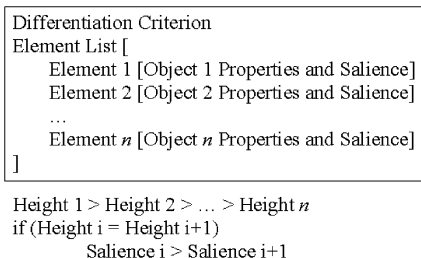 Differentiation Criterion
Element List [
Element 1 [Object 1 Properties and Salience]
Element 2 [Object 2 Properties and Salience]
…
Element n [Object n Properties and Salience]
]
Height 1 > Height 2 > … > Height n
if (Height i = Height i+1)
Salience i > Salience i+1